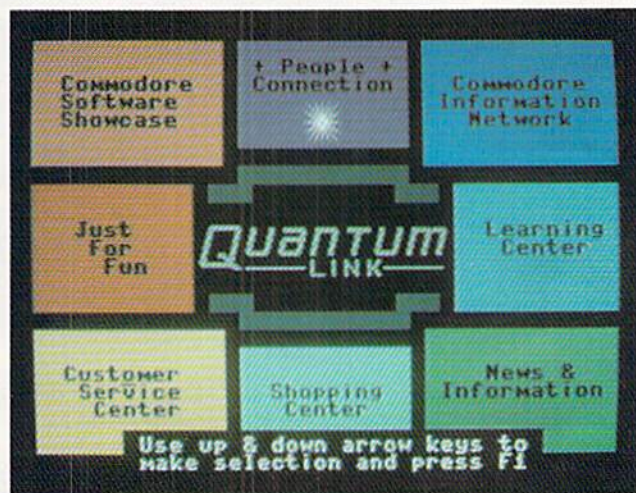 Commodore
Software
Showcase
+ People +
Connection
Commodore
Information
Network
Just
For
Fun
QUANTUM
LINK
Learning
Center
Customer
Service
Center
Shopping
Center
News &
Information
Use up & down arrow keys to
make selection and press F1